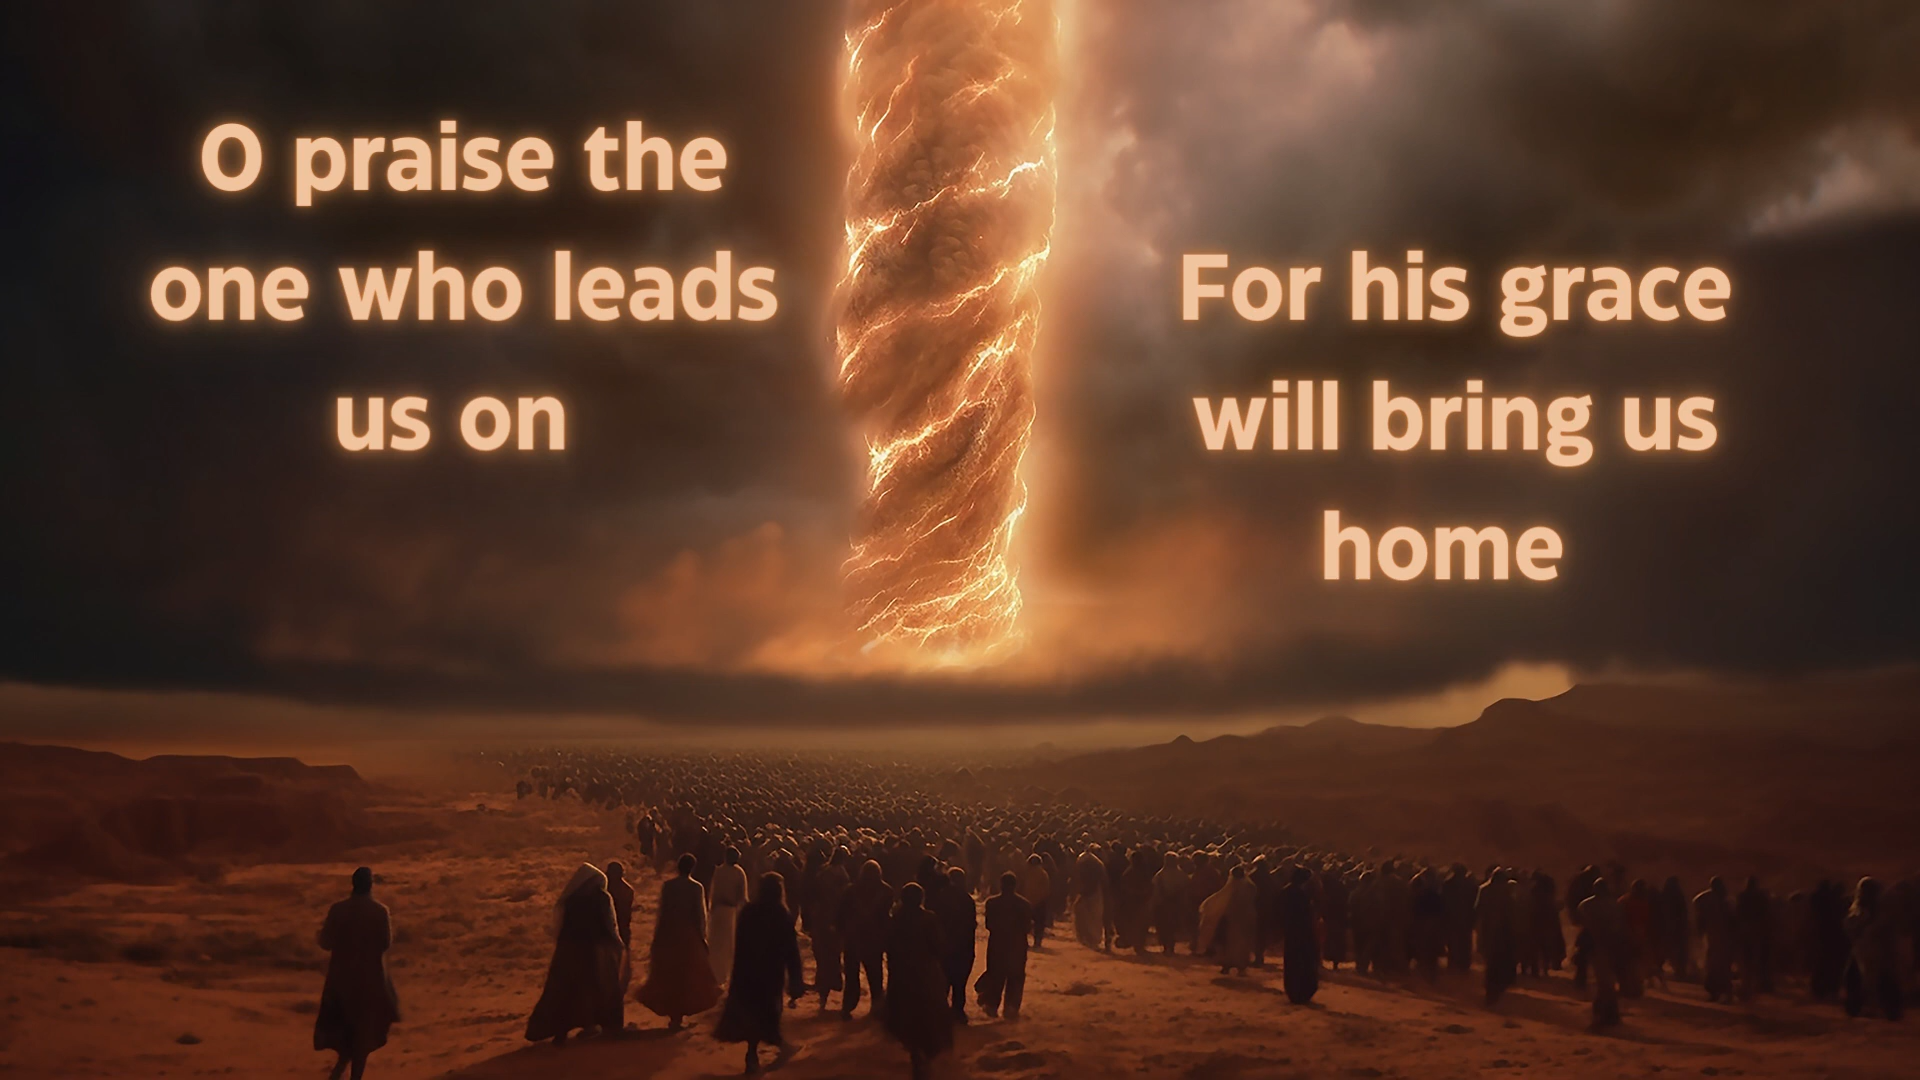 O praise the
one who leads
us on
For his grace
will bring us
home